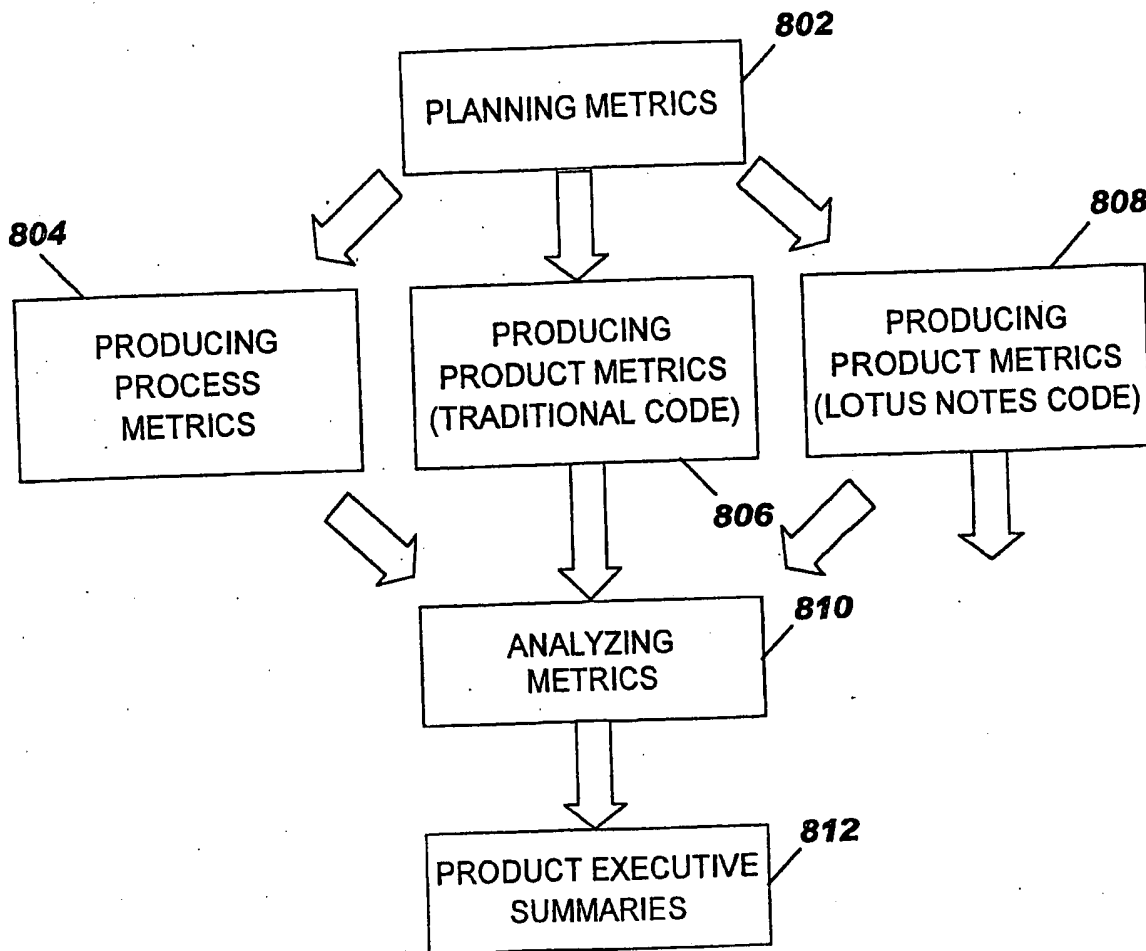 802
PLANNING METRICS
804
808
PRODUCING
PROCESS
METRICS
PRODUCING
PRODUCT METRICS
(TRADITIONAL CODE)
PRODUCING
PRODUCT METRICS
(LOTUS NOTES CODE)
806
810
ANALYZING
METRICS
812
PRODUCT EXECUTIVE
SUMMARIES